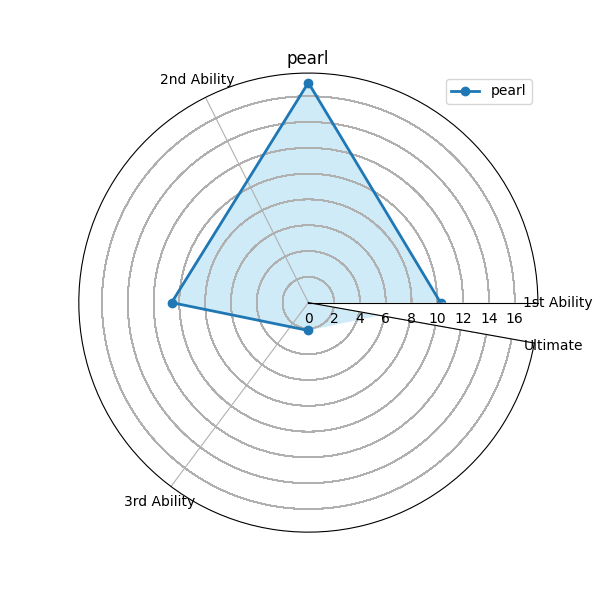 pearl
2nd Ability
pearl
1st Ability
0 2 4 6 8 10 12 14 16
Ultimate
3rd Ability